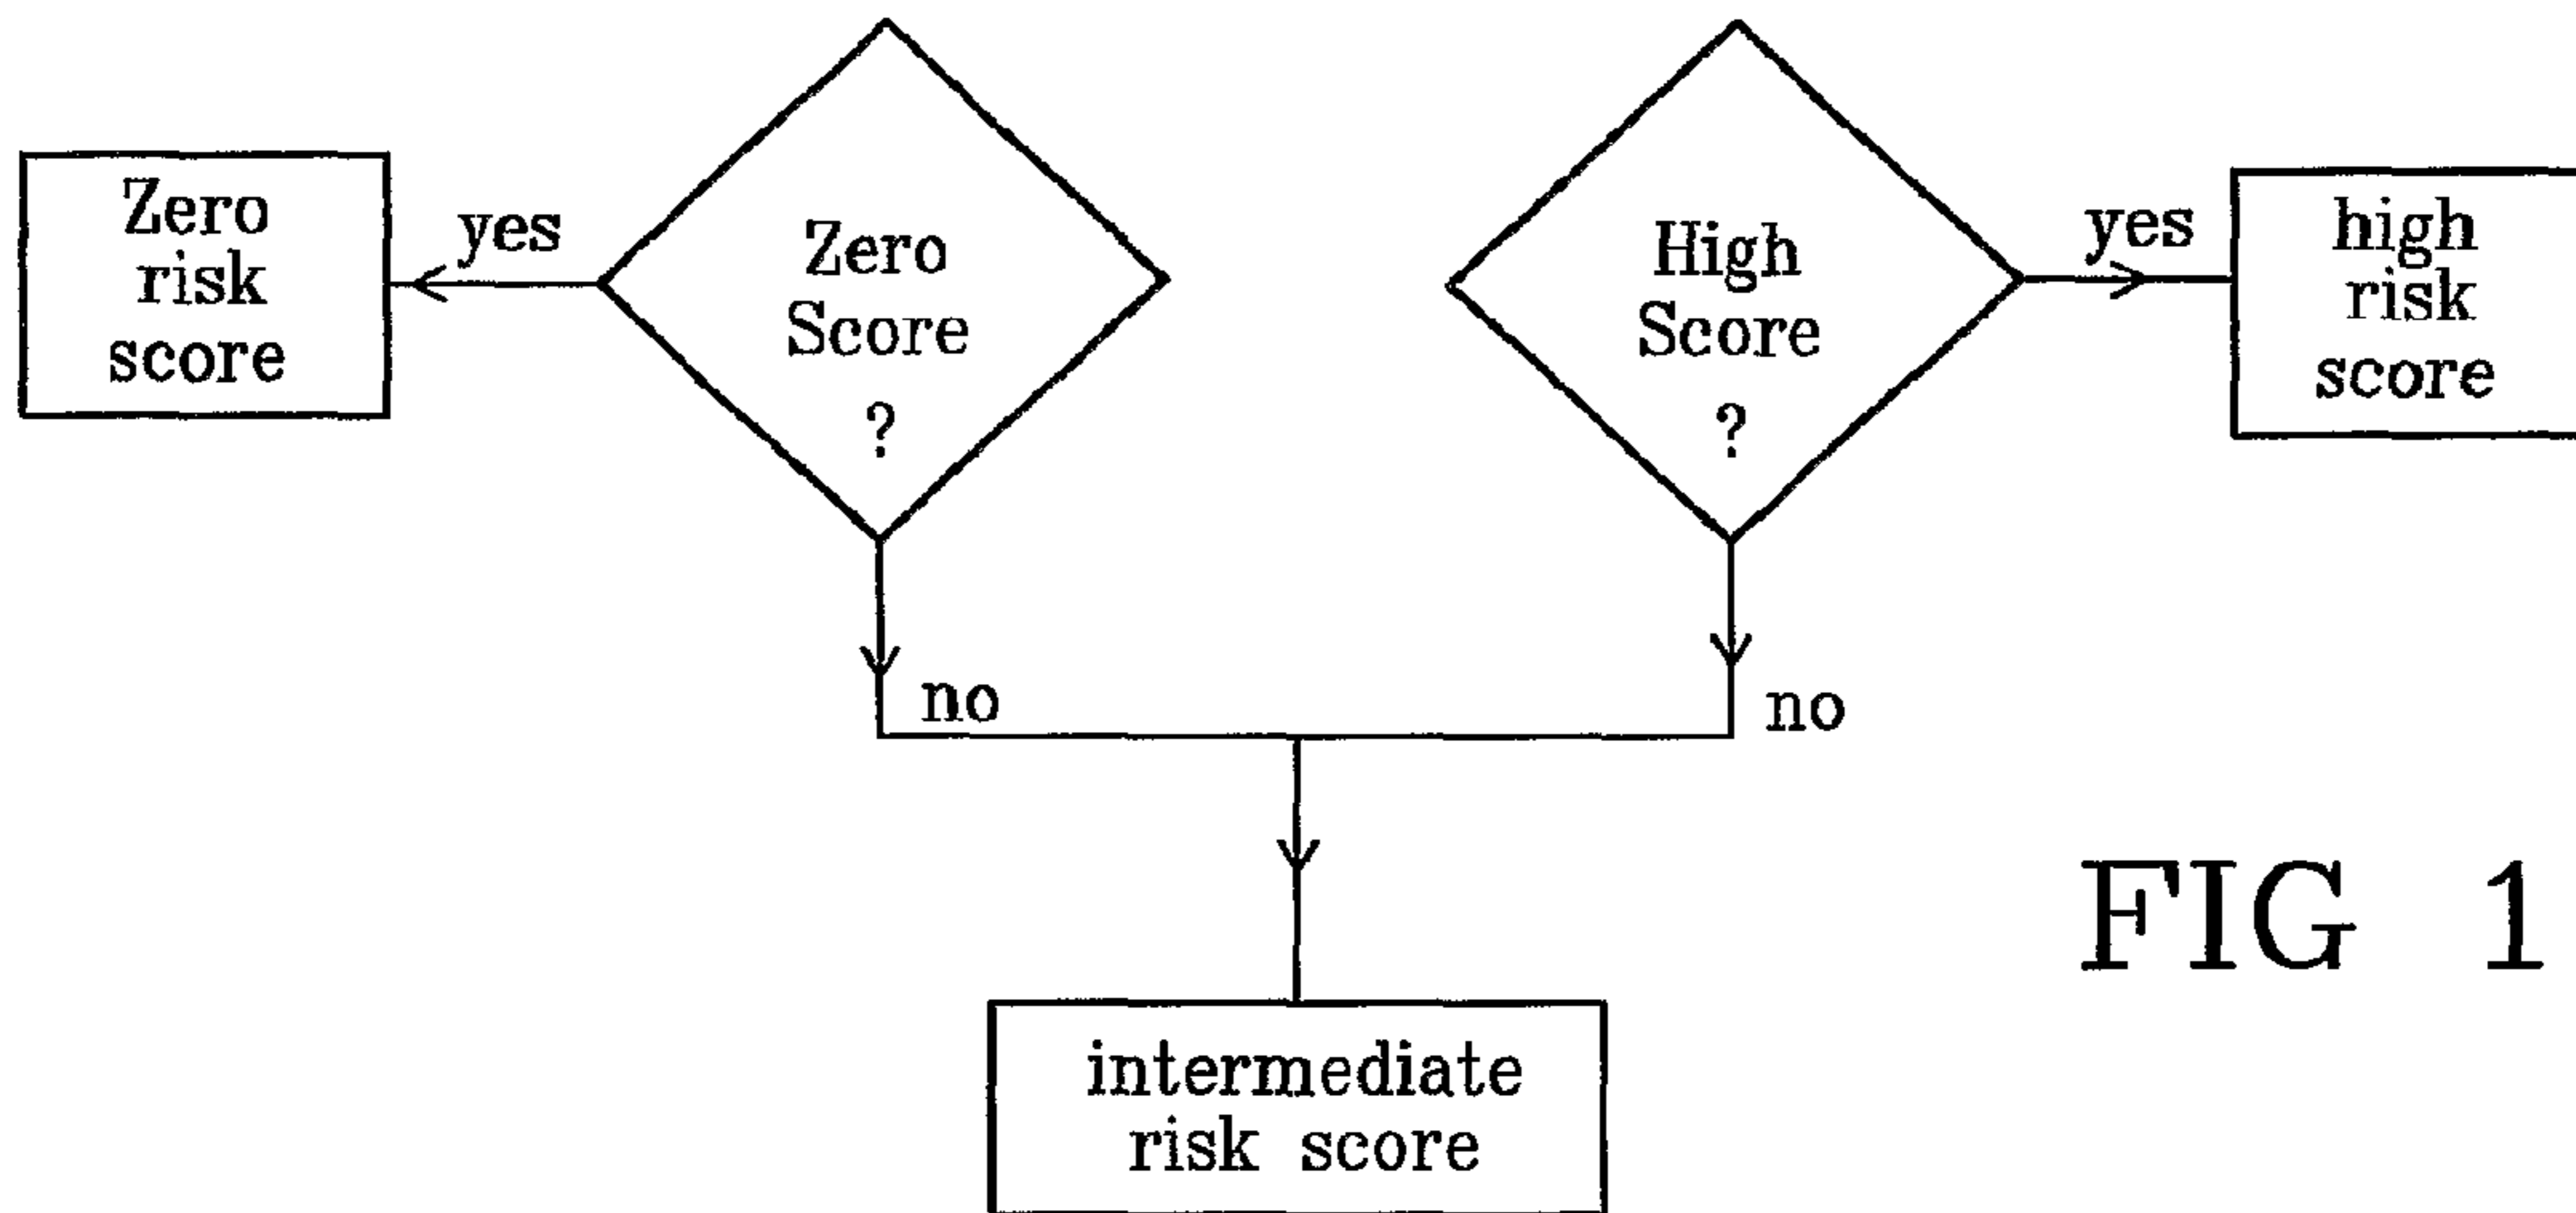 Zero
risk
score
yes
Zero
Score
?
High
Score
?
yes
high
risk
score
no
no
intermediate
risk score
FIG 1